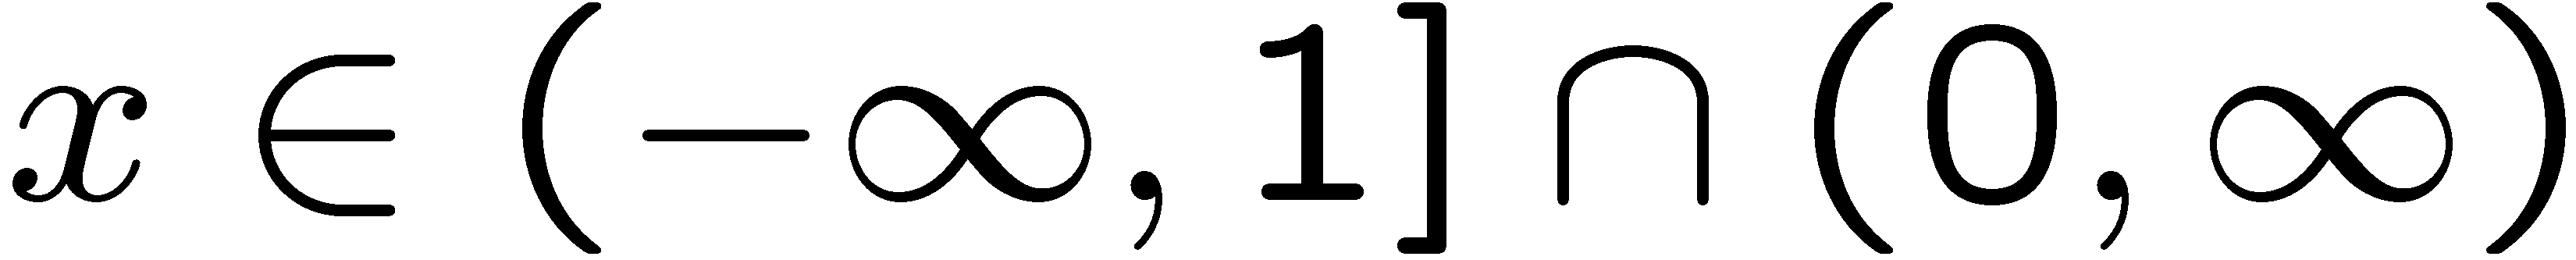 x ∈ (−∞, 1] ∩ (0, ∞)